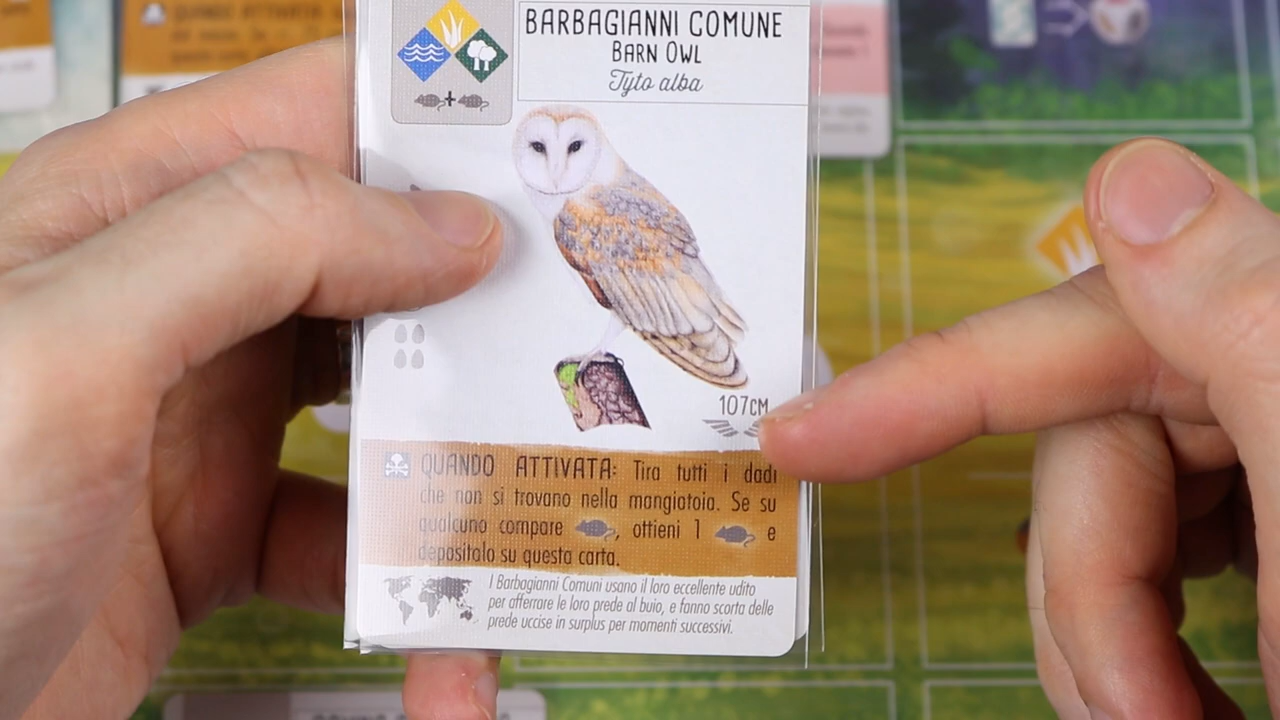 QUANDO ATTIVATA:
BARBAGIANNI COMUNE
BARN OWL
Tyto alba
107CM
QUANDO ATTIVATA: Tira tutti i dadi
che non si trovano nella mangiatoia. Se su
qualcuno compare , ottieni 1 e
depositalo su questa carta.
I Barbagianni Comuni usano il loro eccellente udito
per afferrare le loro prede al buio, e fanno scorta delle
prede uccise in surplus per momenti successivi.